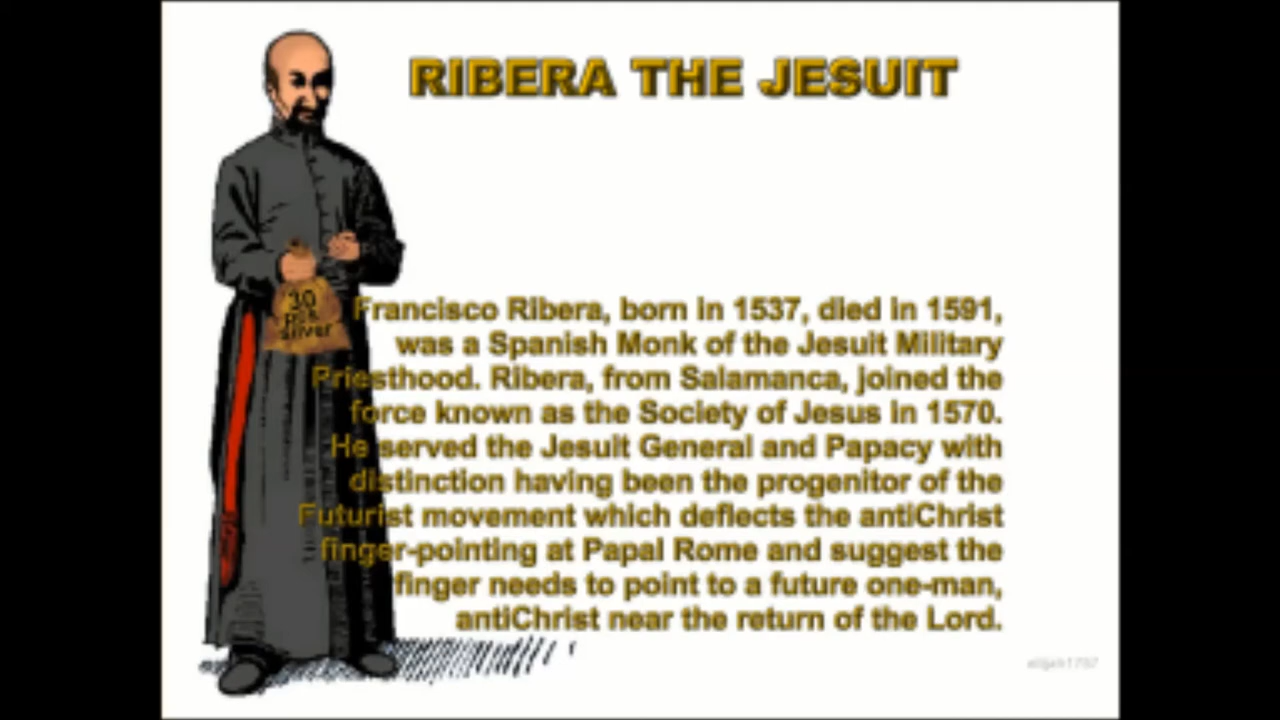 RIBERA THE JESUIT
30
pcs
silver
Francisco Ribera, born in 1537, died in 1591,
was a Spanish Monk of the Jesuit Military
Priesthood. Ribera, from Salamanca, joined the
force known as the Society of Jesus in 1570.
He served the Jesuit General and Papacy with
distinction having been the progenitor of the
Futurist movement which deflects the antiChrist
finger-pointing at Papal Rome and suggest the
finger needs to point to a future one-man,
antiChrist near the return of the Lord.